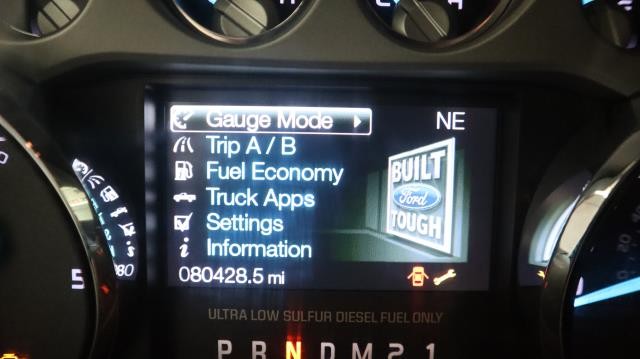 Gauge Mode
NE
Trip A / B
Fuel Economy
Truck Apps
Settings
Information
BUILT
Ford
TOUGH
080428.5 mi
ULTRA LOW SULFUR DIESEL FUEL ONLY
P R N D M 2 1
5